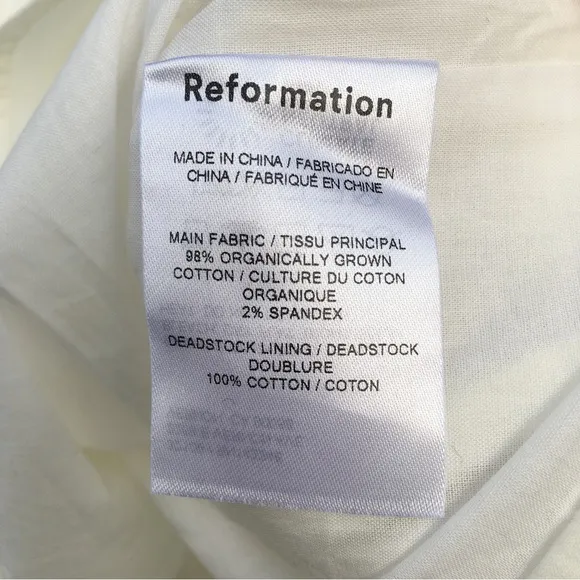 Reformation
MADE IN CHINA / FABRICADO EN
CHINA / FABRIQUÉ EN CHINE
MAIN FABRIC / TISSU PRINCIPAL
98% ORGANICALLY GROWN
COTTON / CULTURE DU COTON
ORGANIQUE
2% SPANDEX
DEADSTOCK LINING / DEADSTOCK
DOUBLURE
100% COTTON / COTON